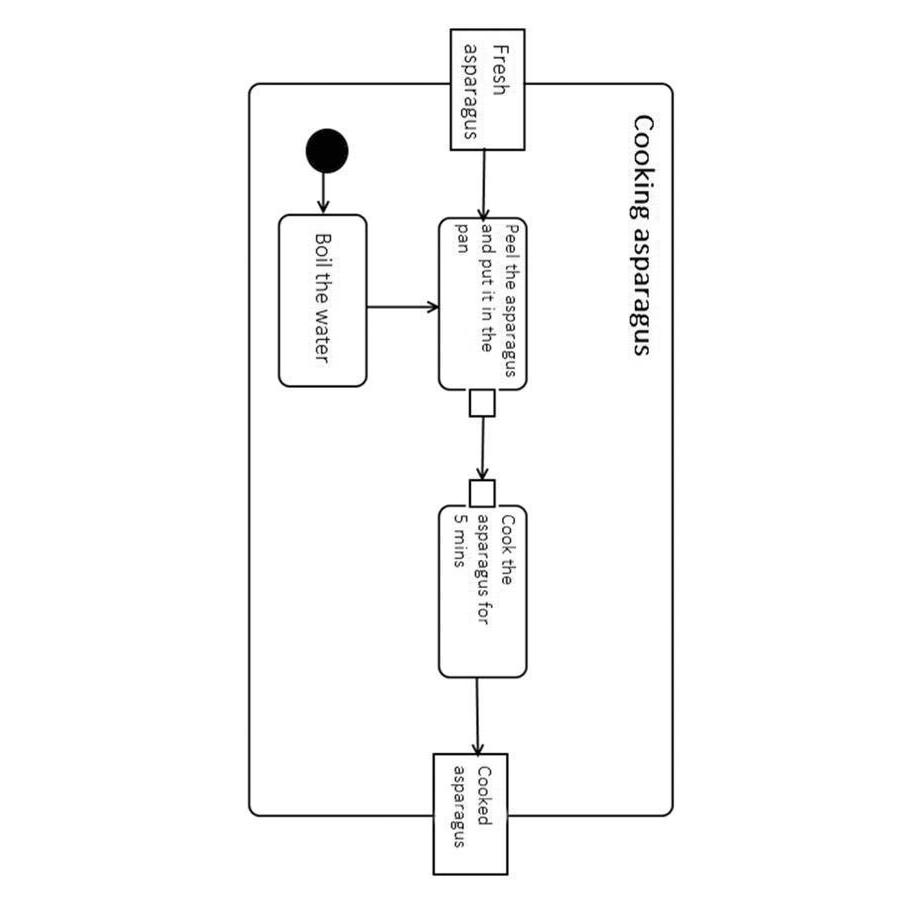 Cooking asparagus
Fresh
asparagus
Peel the asparagus
and put it in the
pan
Cook the
asparagus for
5 mins
Cooked
asparagus
Boil the water